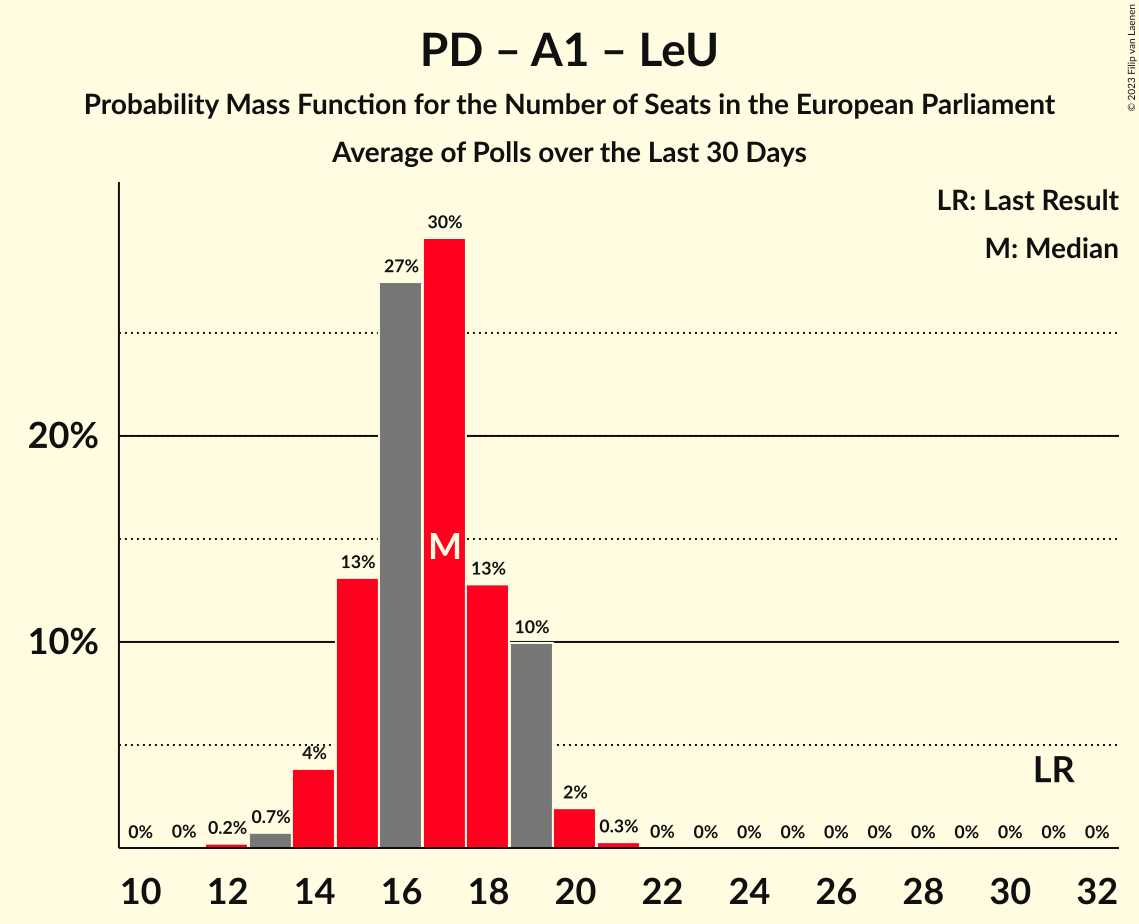 PD – A1 – LeU
Probability Mass Function for the Number of Seats in the European Parliament
Average of Polls over the Last 30 Days
© 2023 Filip van Laenen
LR: Last Result
M: Median
30%
27%
20%
13%
M
13%
10%
10%
4%
LR
2%
0% 0% 0.2% 0.7% 0.3% 0% 0% 0% 0% 0% 0% 0% 0% 0% 0% 0%
10 12 14 16 18 20 22 24 26 28 30 32